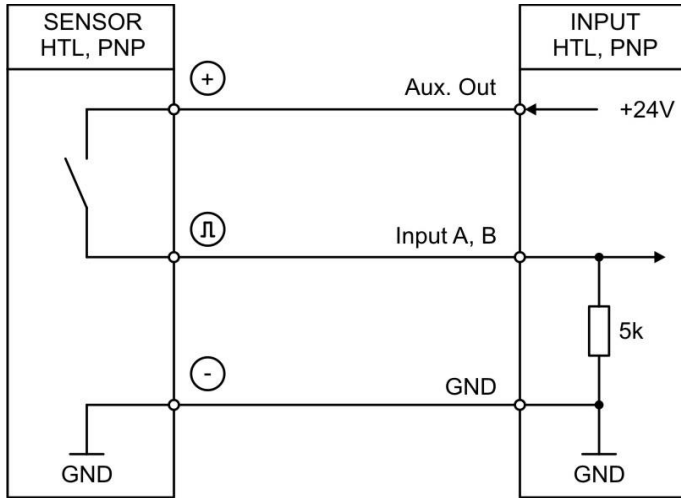 SENSOR
HTL, PNP
INPUT
HTL, PNP
+
Aux. Out
+24V
Input A, B
5k
-
GND
GND
GND